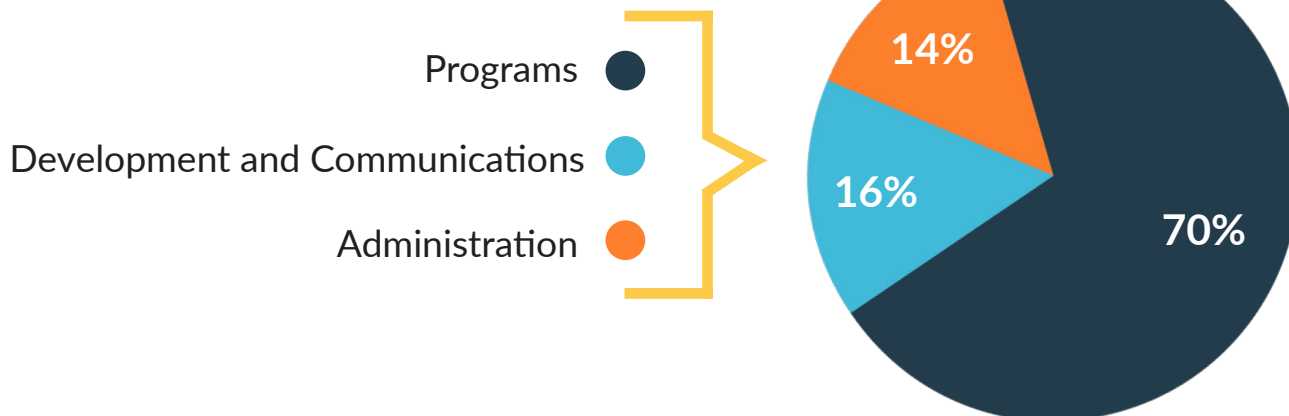 Programs
Development and Communications
Administration
14%
16%
70%